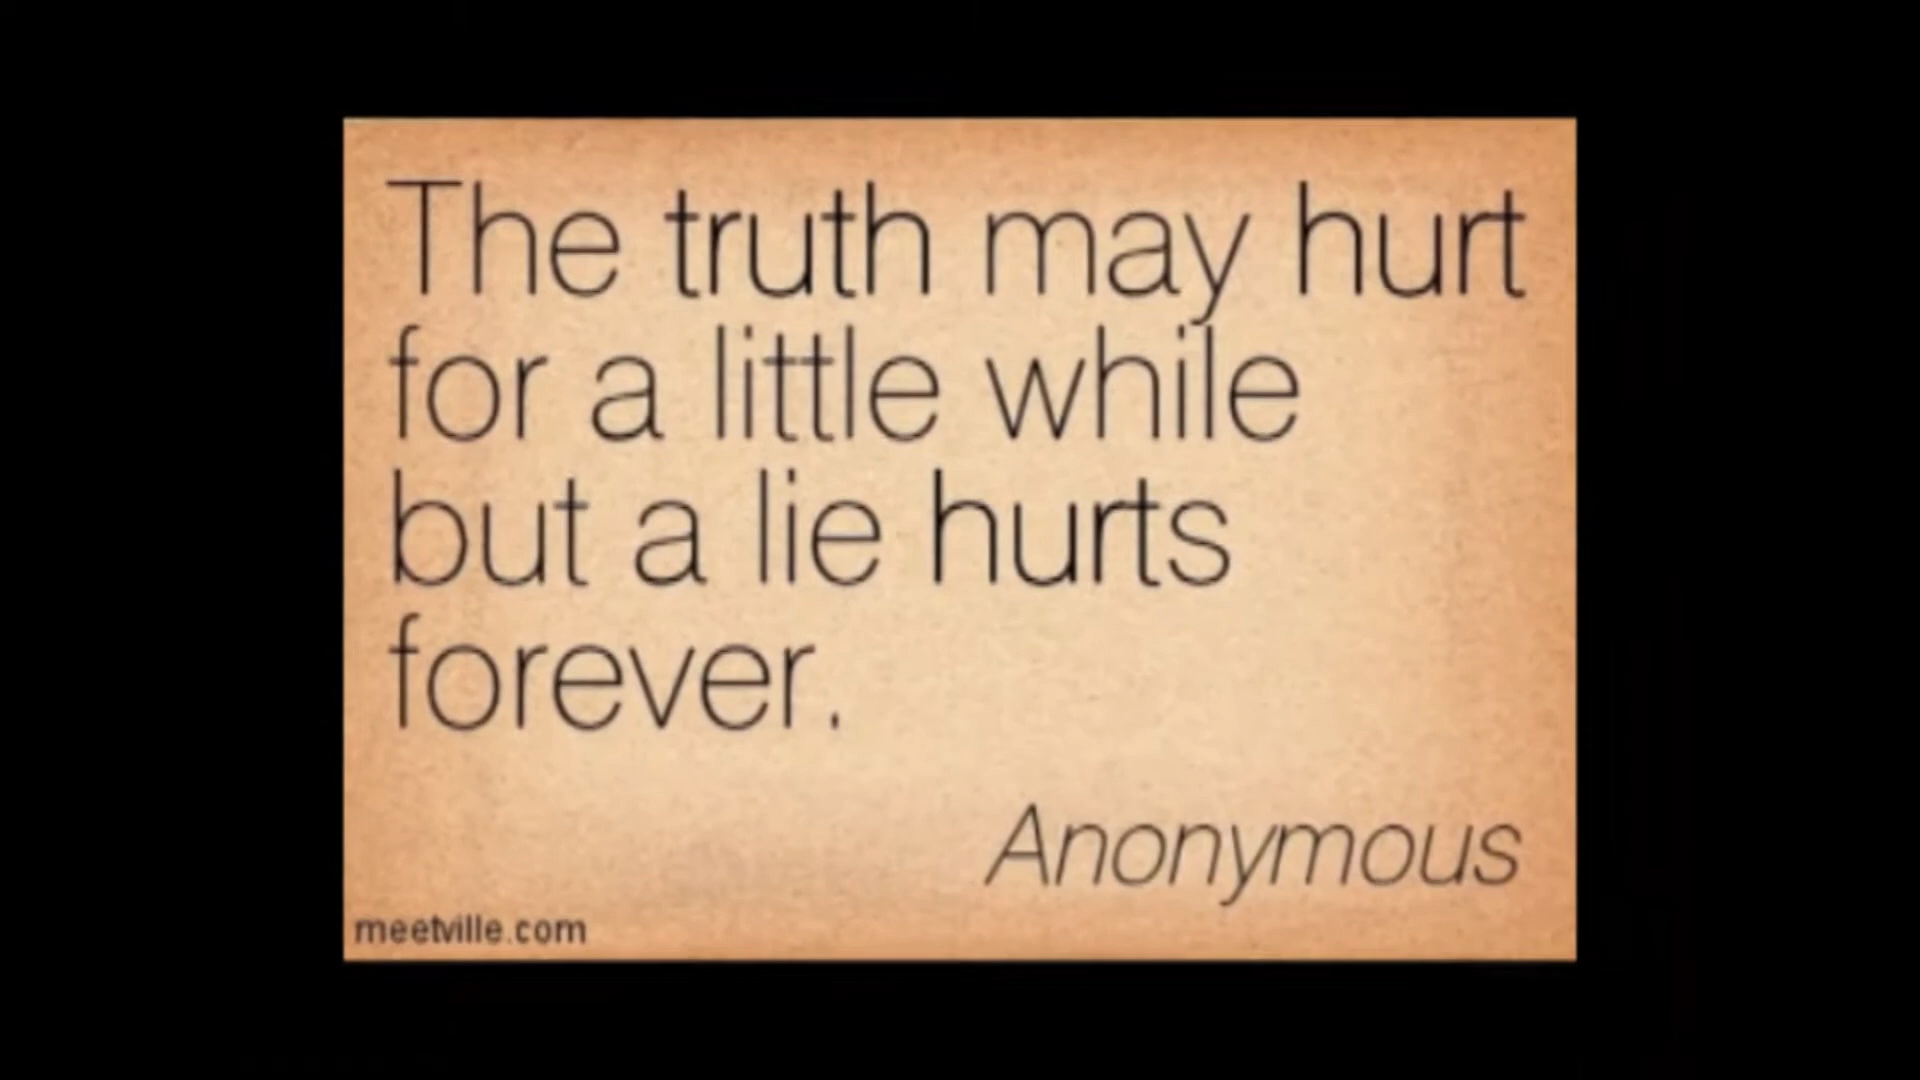 The truth may hurt
for a little while
but a lie hurts
forever.
Anonymous
meetville.com